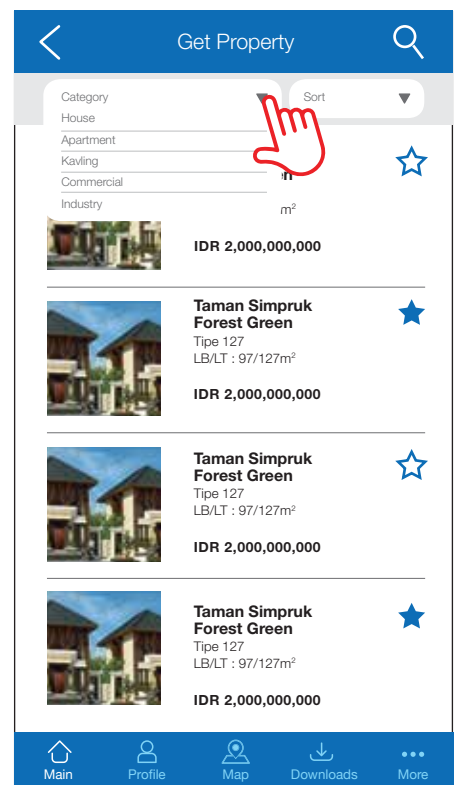 Get Property
Category
Sort
House
Apartment
Kavling
Commercial
Industry
m²
IDR 2,000,000,000
Taman Simpruk
Forest Green
Tipe 127
LB/LT : 97/127m²
IDR 2,000,000,000
Taman Simpruk
Forest Green
Tipe 127
LB/LT : 97/127m²
IDR 2,000,000,000
Taman Simpruk
Forest Green
Tipe 127
LB/LT : 97/127m²
IDR 2,000,000,000
Main Profile Map Downloads More